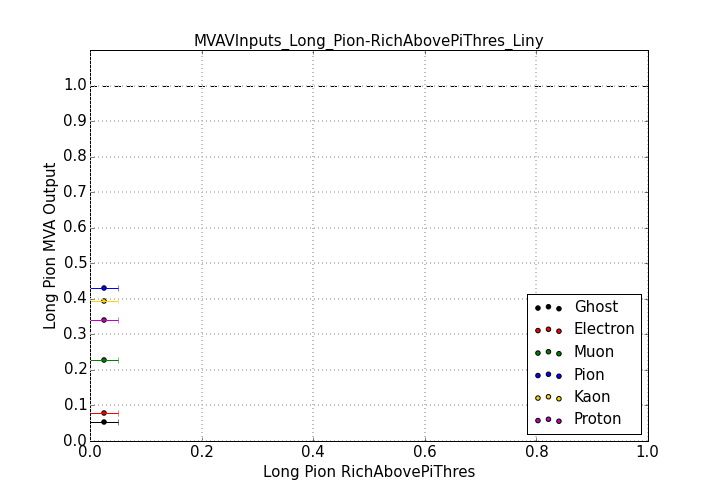 MVAVInputs_Long_Pion-RichAbovePiThres_Liny
1.0
0.9
0.8
0.7
0.6
0.5
0.4
0.3
0.2
0.1
0.0
Long Pion MVA Output
Ghost
Electron
Muon
Pion
Kaon
Proton
0.0 0.2 0.4 0.6 0.8 1.0
Long Pion RichAbovePiThres